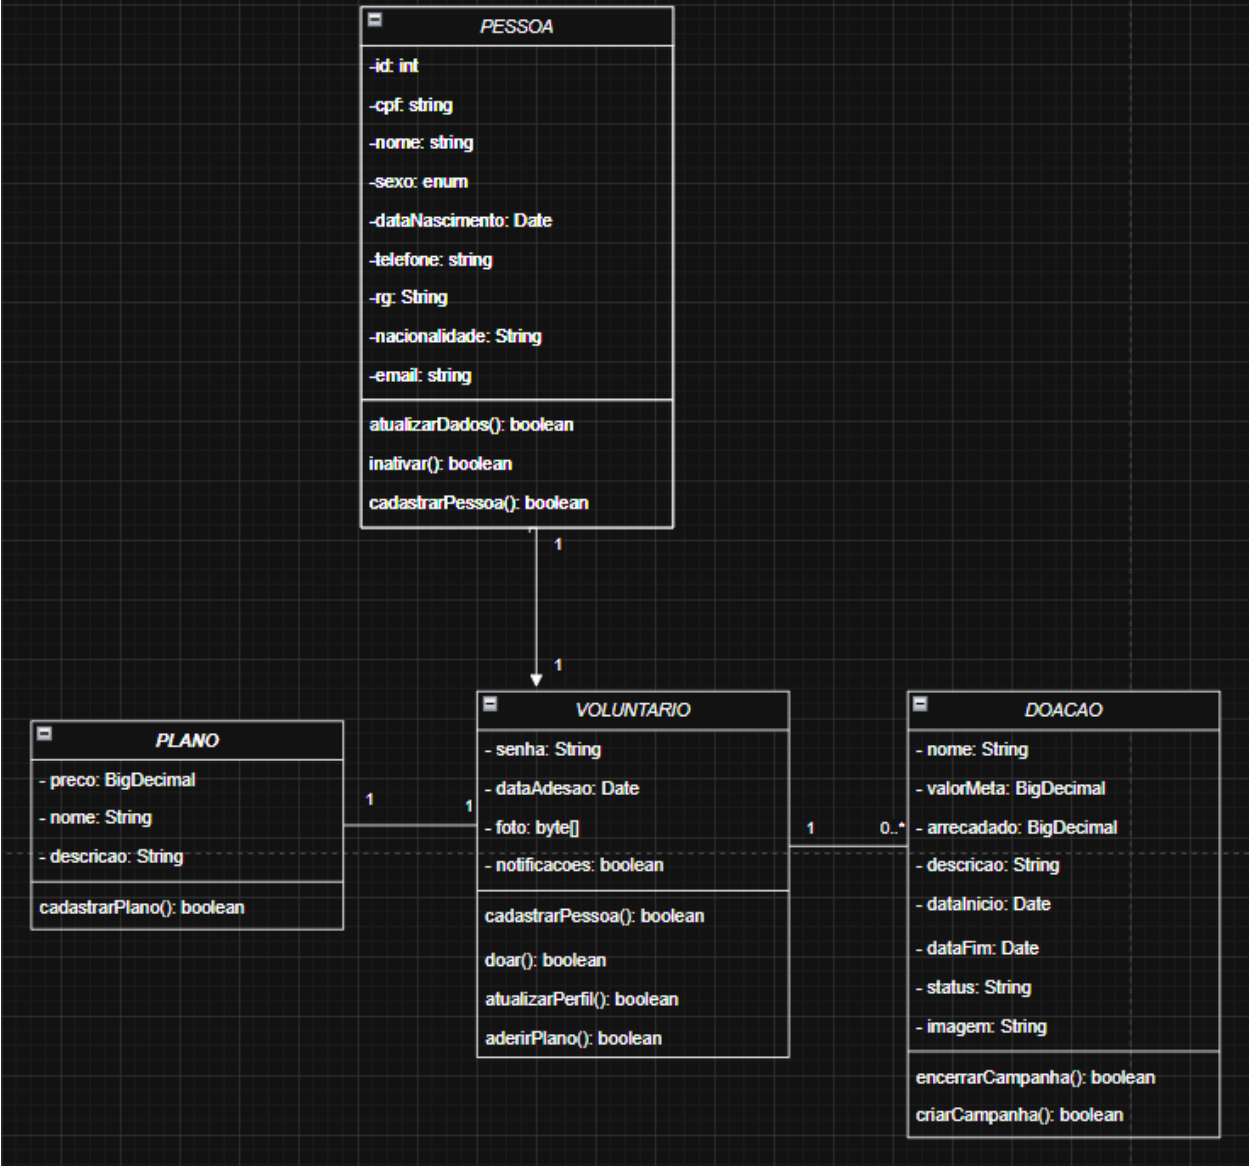 PESSOA
-id: int
-cpf: string
-nome: string
-sexo: enum
-dataNascimento: Date
-telefone: string
-rg: String
-nacionalidade: String
-email: string
atualizarDados(): boolean
inativar(): boolean
cadastrarPessoa(): boolean
1
1
PLANO
- preco: BigDecimal
- nome: String
- descricao: String
cadastrarPlano(): boolean
1
1
VOLUNTARIO
- senha: String
- dataAdesao: Date
- foto: byte[]
- notificacoes: boolean
cadastrarPessoa(): boolean
doar(): boolean
atualizarPerfil(): boolean
aderirPlano(): boolean
1
0..*
DOACAO
- nome: String
- valorMeta: BigDecimal
- arrecadado: BigDecimal
- descricao: String
- dataInicio: Date
- dataFim: Date
- status: String
- imagem: String
encerrarCampanha(): boolean
criarCampanha(): boolean